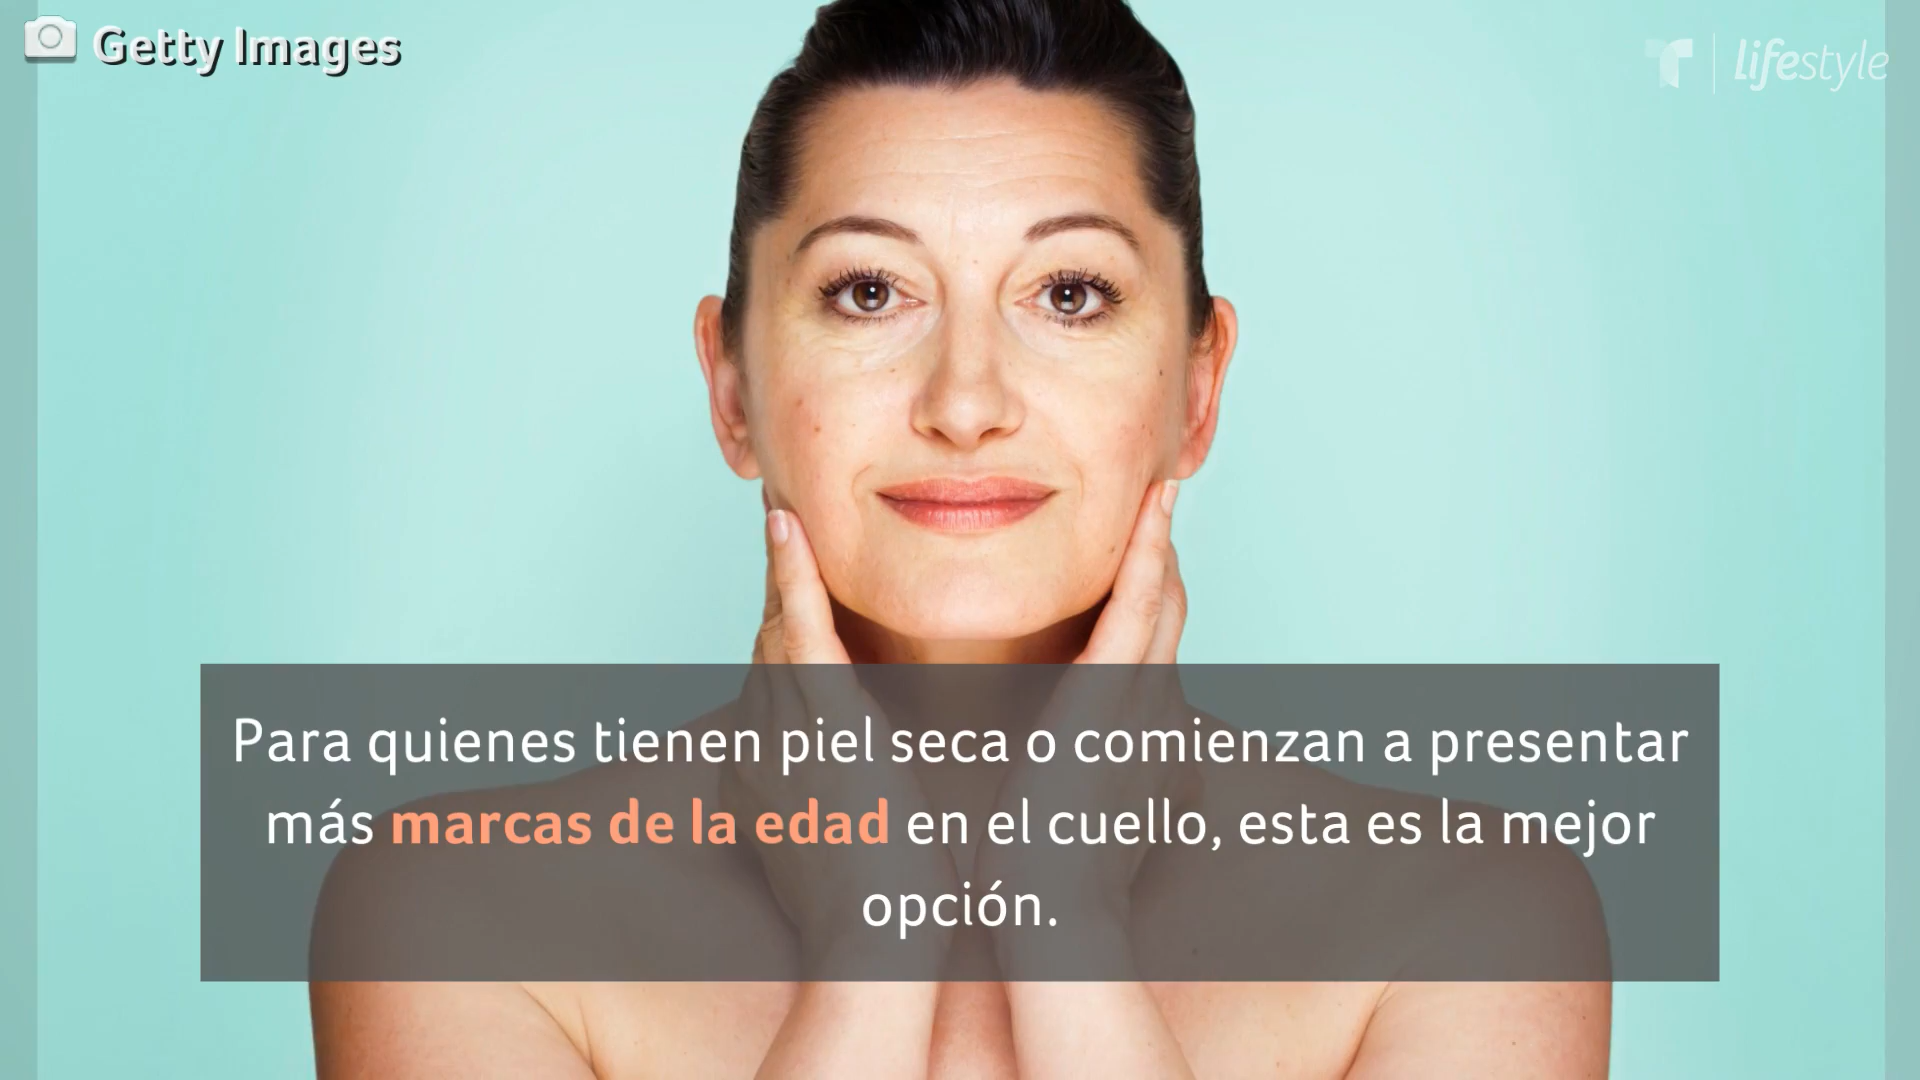 Getty Images
lifestyle
Para quienes tienen piel seca o comienzan a presentar
más marcas de la edad en el cuello, esta es la mejor
opción.